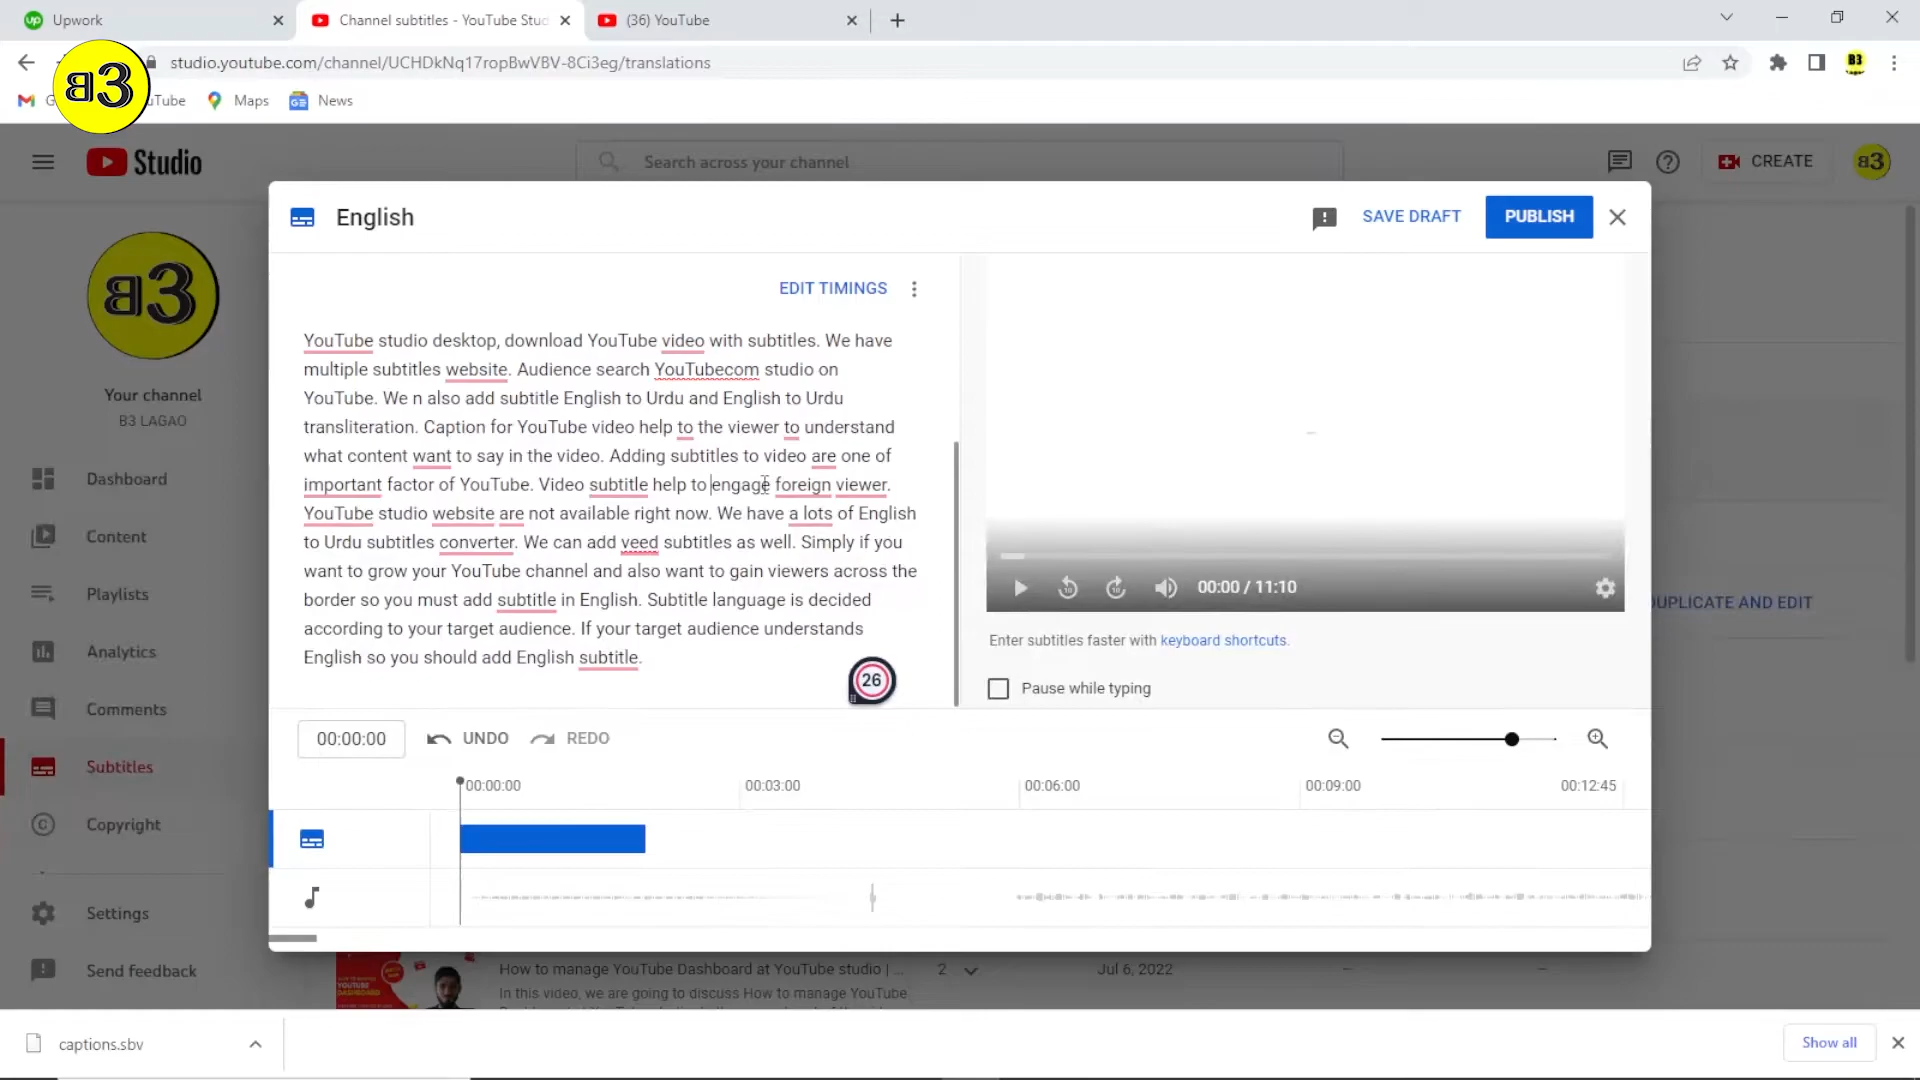 Upwork
Channel subtitles - YouTube Stud
(36) YouTube
studio.youtube.com/channel/UCHDkNq17ropBwVBV-8Ci3eg/translations
B3
G
uTube
Maps
News
B3
Studio
Search across your channel
CREATE
B3
English
SAVE DRAFT
PUBLISH
B3
Your channel
B3 LAGAO
EDIT TIMINGS
YouTube studio desktop, download YouTube video with subtitles. We have
multiple subtitles website. Audience search YouTubecom studio on
YouTube. We n also add subtitle English to Urdu and English to Urdu
transliteration. Caption for YouTube video help to the viewer to understand
what content want to say in the video. Adding subtitles to video are one of
important factor of YouTube. Video subtitle help to engage foreign viewer.
YouTube studio website are not available right now. We have a lots of English
to Urdu subtitles converter. We can add veed subtitles as well. Simply if you
want to grow your YouTube channel and also want to gain viewers across the
border so you must add subtitle in English. Subtitle language is decided
according to your target audience. If your target audience understands
English so you should add English subtitle.
26
10
10
00:00 / 11:10
Enter subtitles faster with keyboard shortcuts.
Pause while typing
Dashboard
Content
Playlists
Analytics
Comments
Subtitles
Copyright
Settings
Send feedback
UPLICATE AND EDIT
00:00:00
UNDO
REDO
00:00:00
00:03:00
00:06:00
00:09:00
00:12:45
How to manage YouTube Dashboard at YouTube studio | ...
2
Jul 6, 2022
In this video, we are going to discuss How to manage YouTube
YOUTUBE
DASHBOARD
captions.sbv
Show all